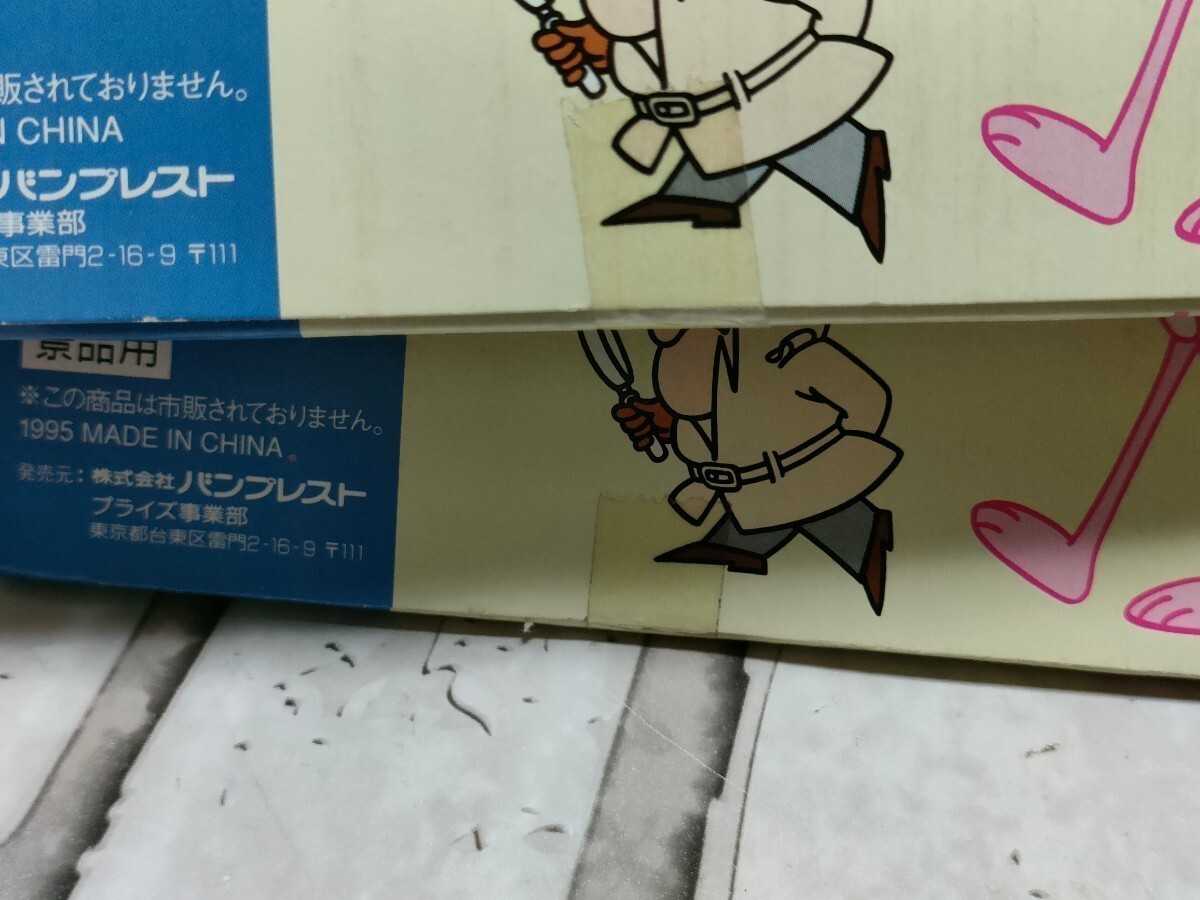 販されておりません。
N CHINA
バンプレスト
事業部
東区雷門2-16-9 〒111
景品用
※この商品は市販されておりません。
1995 MADE IN CHINA
発売元：株式会社バンプレスト
プライズ事業部
東京都台東区雷門2-16-9 〒111